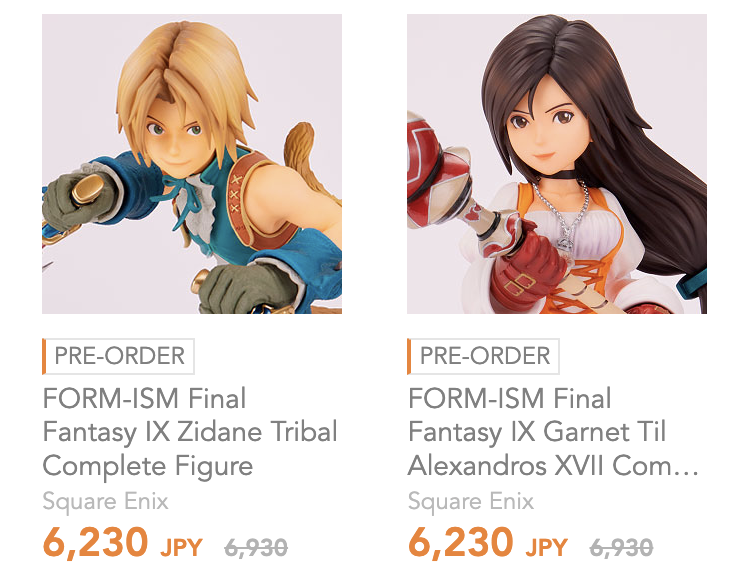 PRE-ORDER
FORM-ISM Final
Fantasy IX Zidane Tribal
Complete Figure
Square Enix
6,230 JPY 6,930
PRE-ORDER
FORM-ISM Final
Fantasy IX Garnet Til
Alexandros XVII Com…
Square Enix
6,230 JPY 6,930